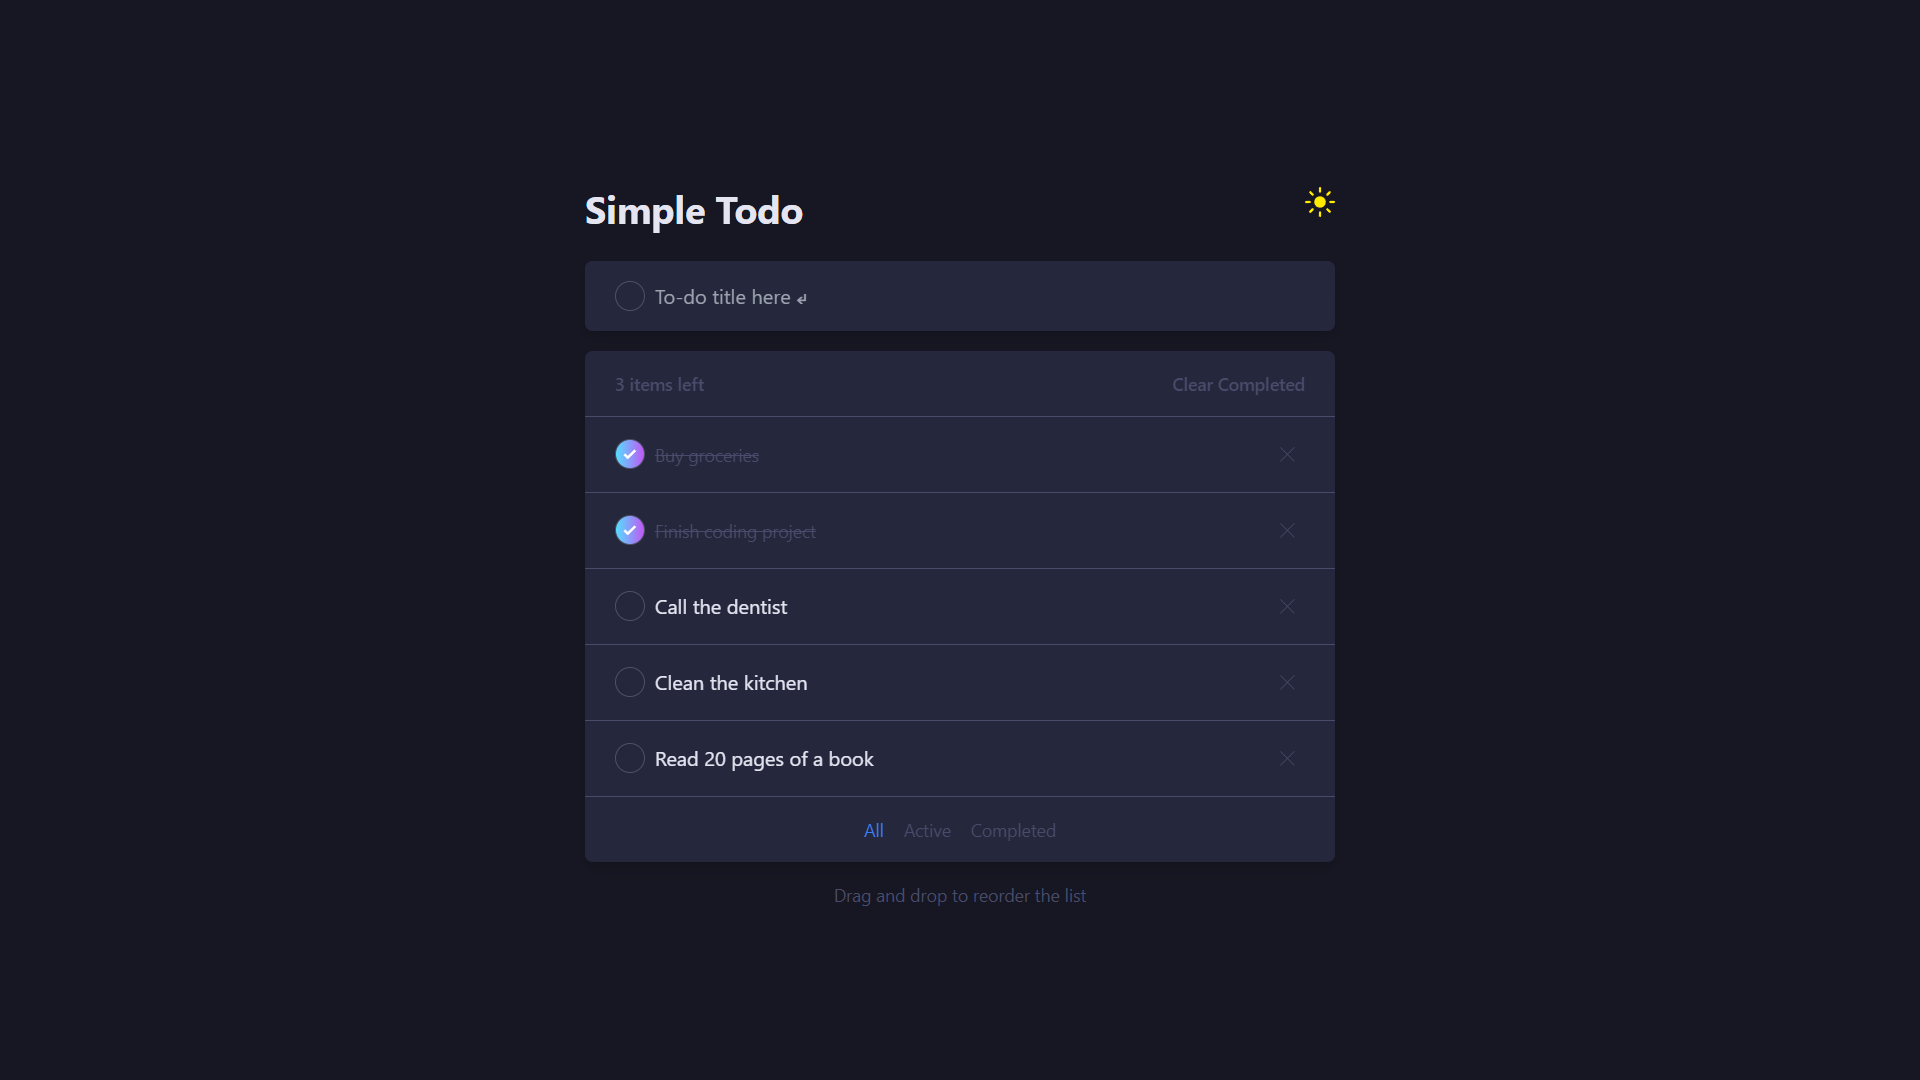 Simple Todo
To-do title here ↲
3 items left
Clear Completed
Buy groceries
Finish coding project
Call the dentist
Clean the kitchen
Read 20 pages of a book
All Active Completed
Drag and drop to reorder the list